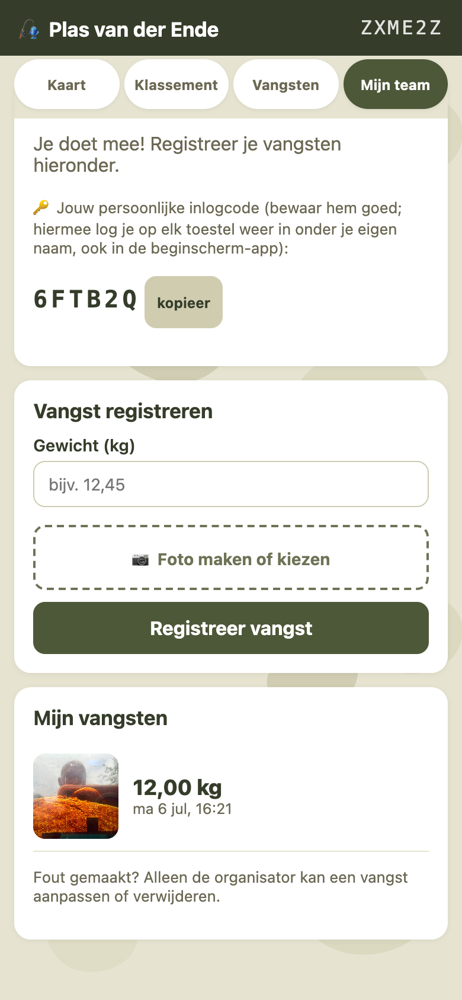 Plas van der Ende
ZXME2Z
Kaart
Klassement
Vangsten
Mijn team
Je doet mee! Registreer je vangsten
hieronder.
Jouw persoonlijke inlogcode (bewaar hem goed;
hiermee log je op elk toestel weer in onder je eigen
naam, ook in de beginscherm-app):
6FTB2Q
kopieer
Vangst registreren
Gewicht (kg)
bijv. 12,45
Foto maken of kiezen
Registreer vangst
Mijn vangsten
12,00 kg
ma 6 jul, 16:21
Fout gemaakt? Alleen de organisator kan een vangst
aanpassen of verwijderen.